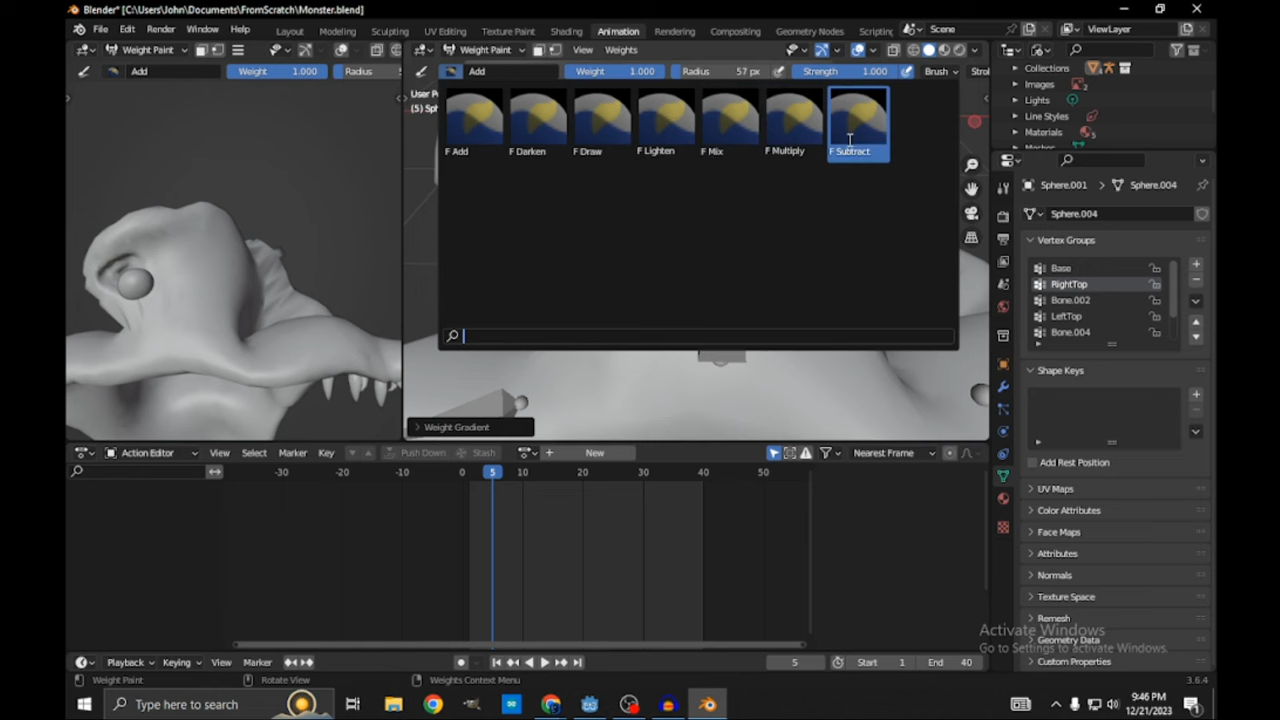 Blender* [C:\Users\John\Documents\FromScratch\Monster.blend]
File Edit Render Window Help Layout Modeling Sculpting UV Editing Texture Paint Shading Animation Rendering Compositing Geometry Nodes Scripting Scene ViewLayer
Weight Paint
Weight Paint View Weights
Add Weight 1.000 Radius
Add Weight 1.000 Radius 57 px Strength 1.000 Brush
User P
(5) Sph
F Add F Darken F Draw F Lighten F Mix F Multiply F Subtract
Weight Gradient
Collections
Images
Lights
Line Styles
Materials
Sphere.001 > Sphere.004
Sphere.004
Vertex Groups
Base
RightTop
Bone.002
LeftTop
Bone.004
Shape Keys
Add Rest Position
UV Maps
Color Attributes
Face Maps
Attributes
Normals
Texture Space
Remesh
Geometry Data
Custom Properties
Action Editor View Select Marker Key Push Down Stash New Nearest Frame
-30 -20 -10 0 5 10 20 30 40 50
Playback Keying View Marker 5 Start 1 End 40
Weight Paint Rotate View Weights Context Menu 3.6.4
Activate Windows
Go to Settings to activate Windows.
Type here to search
9:46 PM
12/21/2023